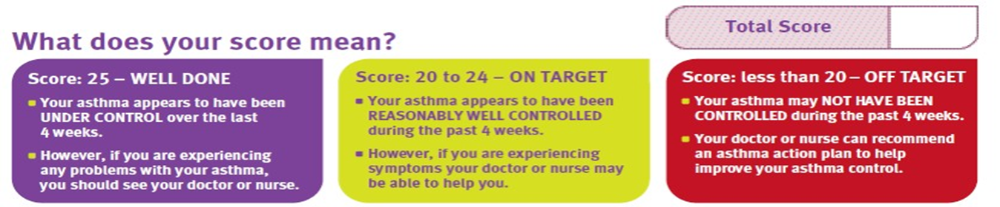 Total Score
What does your score mean?
Score: 25 – WELL DONE
Your asthma appears to have been
UNDER CONTROL over the last
4 weeks.
However, if you are experiencing
any problems with your asthma,
you should see your doctor or nurse.
Score: 20 to 24 – ON TARGET
Your asthma appears to have been
REASONABLY WELL CONTROLLED
during the past 4 weeks.
However, if you are experiencing
symptoms your doctor or nurse may
be able to help you.
Score: less than 20 – OFF TARGET
Your asthma may NOT HAVE BEEN
CONTROLLED during the past 4 weeks.
Your doctor or nurse can recommend
an asthma action plan to help
improve your asthma control.